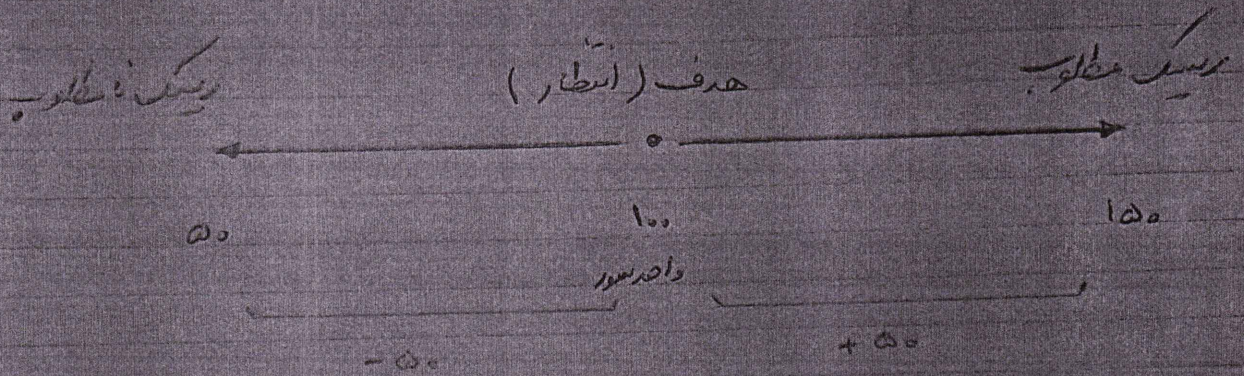 ریسک مطلوب هدف (انتظار) ریسک نامطلوب
۱۵۰ ۱۰۰ ۵۰
واحد سود
+ ۵۰ - ۵۰